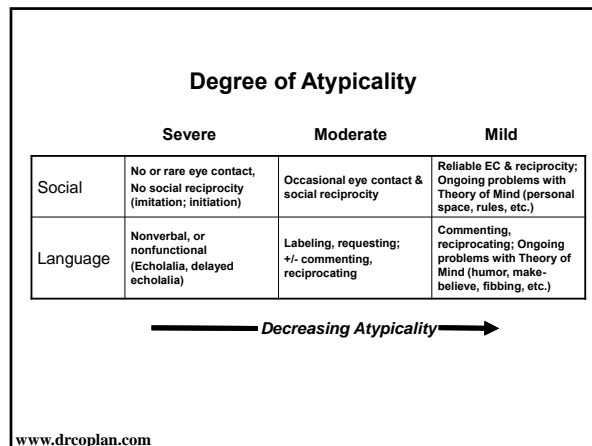 Degree of Atypicality
Severe Moderate Mild
Social
No or rare eye contact,
No social reciprocity
(imitation; initiation)
Occasional eye contact &
social reciprocity
Reliable EC & reciprocity;
Ongoing problems with
Theory of Mind (personal
space, rules, etc.)
Language
Nonverbal, or
nonfunctional
(Echolalia, delayed
echolalia)
Labeling, requesting;
+/- commenting,
reciprocating
Commenting,
reciprocating; Ongoing
problems with Theory of
Mind (humor, make-
believe, fibbing, etc.)
Decreasing Atypicality
www.drcoplan.com